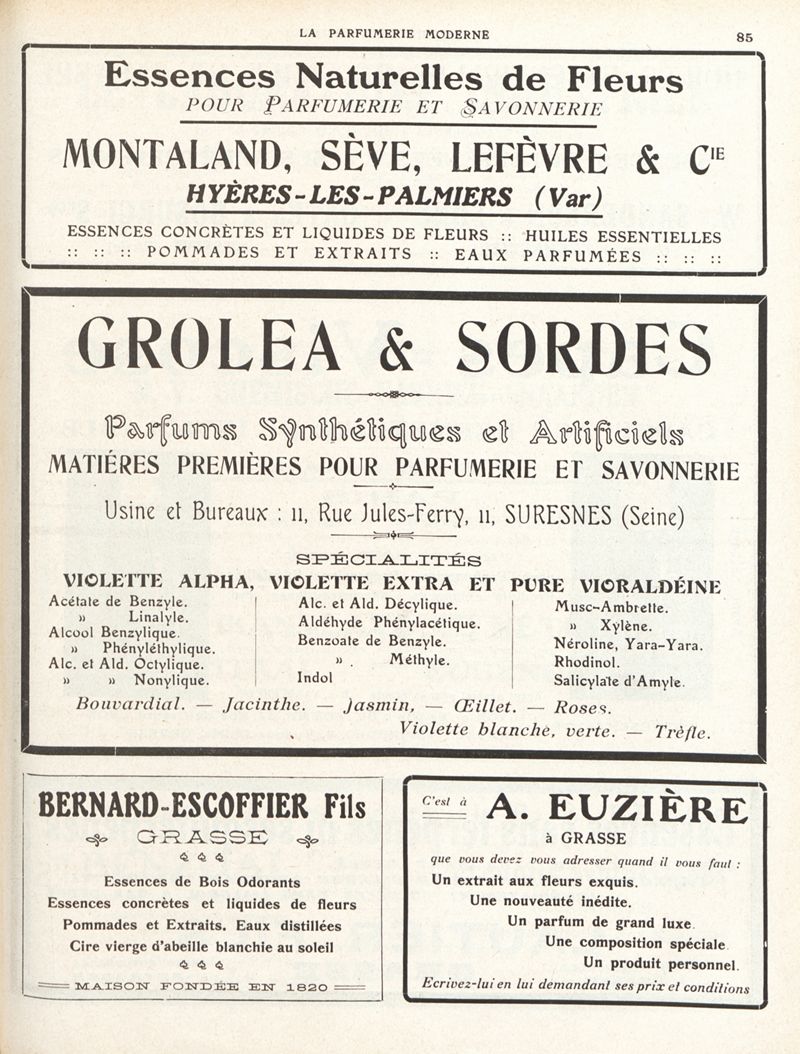 LA PARFUMERIE MODERNE 85
Essences Naturelles de Fleurs
POUR PARFUMERIE ET SAVONNERIE
MONTALAND, SÈVE, LEFÈVRE & CIE
HYÈRES-LES-PALMIERS (Var)
ESSENCES CONCRÈTES ET LIQUIDES DE FLEURS :: HUILES ESSENTIELLES
:: :: :: POMMADES ET EXTRAITS :: EAUX PARFUMÉES :: :: ::
GROLEA & SORDES
Parfums Synthétiques et Artificiels
MATIÉRES PREMIÈRES POUR PARFUMERIE ET SAVONNERIE
Usine et Bureaux : 11, Rue Jules-Ferry, 11, SURESNES (Seine)
SPÉCIALITÉS
VIOLETTE ALPHA, VIOLETTE EXTRA ET PURE VIORALDÉINE
Acétate de Benzyle.
» Linalyle.
Alcool Benzylique.
» Phényléthylique.
Alc. et Ald. Octylique.
» » Nonylique.
Alc. et Ald. Décylique.
Aldéhyde Phénylacétique.
Benzoate de Benzyle.
» . Méthyle.
Indol
Musc-Ambrette.
» Xylène.
Néroline, Yara-Yara.
Rhodinol.
Salicylate d'Amyle.
Bouvardial. — Jacinthe. — Jasmin, — Œillet. — Roses.
Violette blanche, verte. — Trèfle.
BERNARD-ESCOFFIER Fils
GRASSE
Essences de Bois Odorants
Essences concrètes et liquides de fleurs
Pommades et Extraits. Eaux distillées
Cire vierge d'abeille blanchie au soleil
MAISON FONDÉE EN 1820
C'est à A. EUZIÈRE
à GRASSE
que vous devez vous adresser quand il vous faut :
Un extrait aux fleurs exquis.
Une nouveauté inédite.
Un parfum de grand luxe
Une composition spéciale
Un produit personnel.
Ecrivez-lui en lui demandant ses prix et conditions